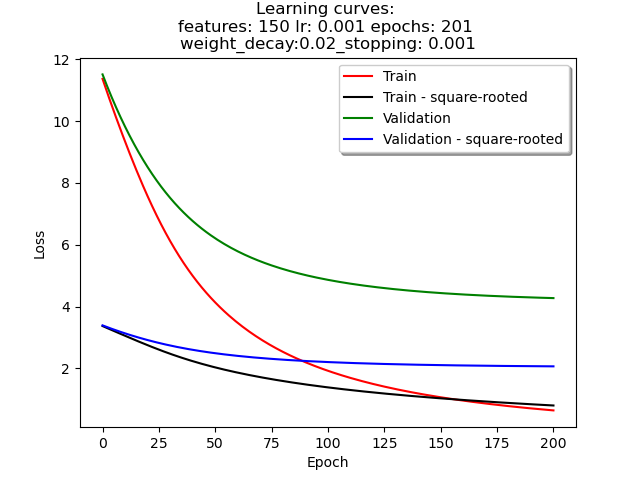 Learning curves:
features: 150 lr: 0.001 epochs: 201
weight_decay:0.02_stopping: 0.001
Train
Train - square-rooted
Validation
Validation - square-rooted
12
10
8
6
4
2
Loss
0 25 50 75 100 125 150 175 200
Epoch